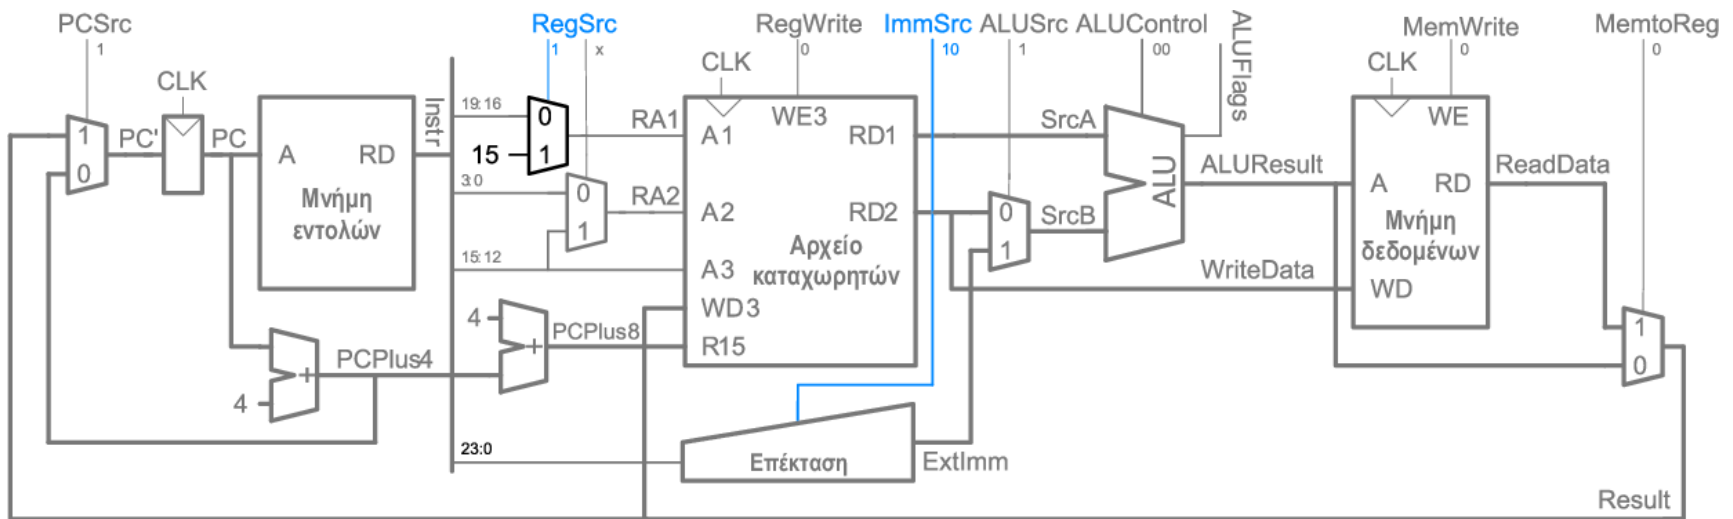 PCSrc
1
RegSrc
1 x
RegWrite
0
ImmSrc
10
ALUSrc
1
ALUControl
00
ALUFlags
MemWrite
0
MemtoReg
0
CLK
CLK
CLK
1
0
PC'
PC
A RD
Μνήμη
εντολών
Instr
19:16
0
15
1
RA1
3:0
0
1
RA2
15:12
A1
WE3
RD1
A2
RD2
A3
Αρχείο
καταχωρητών
WD3
R15
4
+
PCPlus4
4
+
PCPlus8
23:0
Επέκταση
ExtImm
SrcA
0
1
SrcB
ALU
ALUResult
WriteData
WE
A RD
Μνήμη
δεδομένων
WD
ReadData
1
0
Result